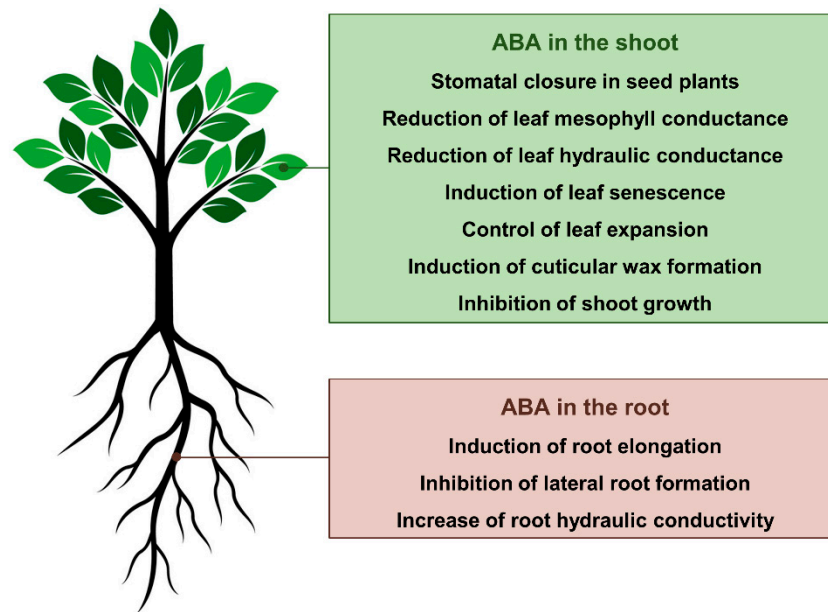 ABA in the shoot
Stomatal closure in seed plants
Reduction of leaf mesophyll conductance
Reduction of leaf hydraulic conductance
Induction of leaf senescence
Control of leaf expansion
Induction of cuticular wax formation
Inhibition of shoot growth
ABA in the root
Induction of root elongation
Inhibition of lateral root formation
Increase of root hydraulic conductivity